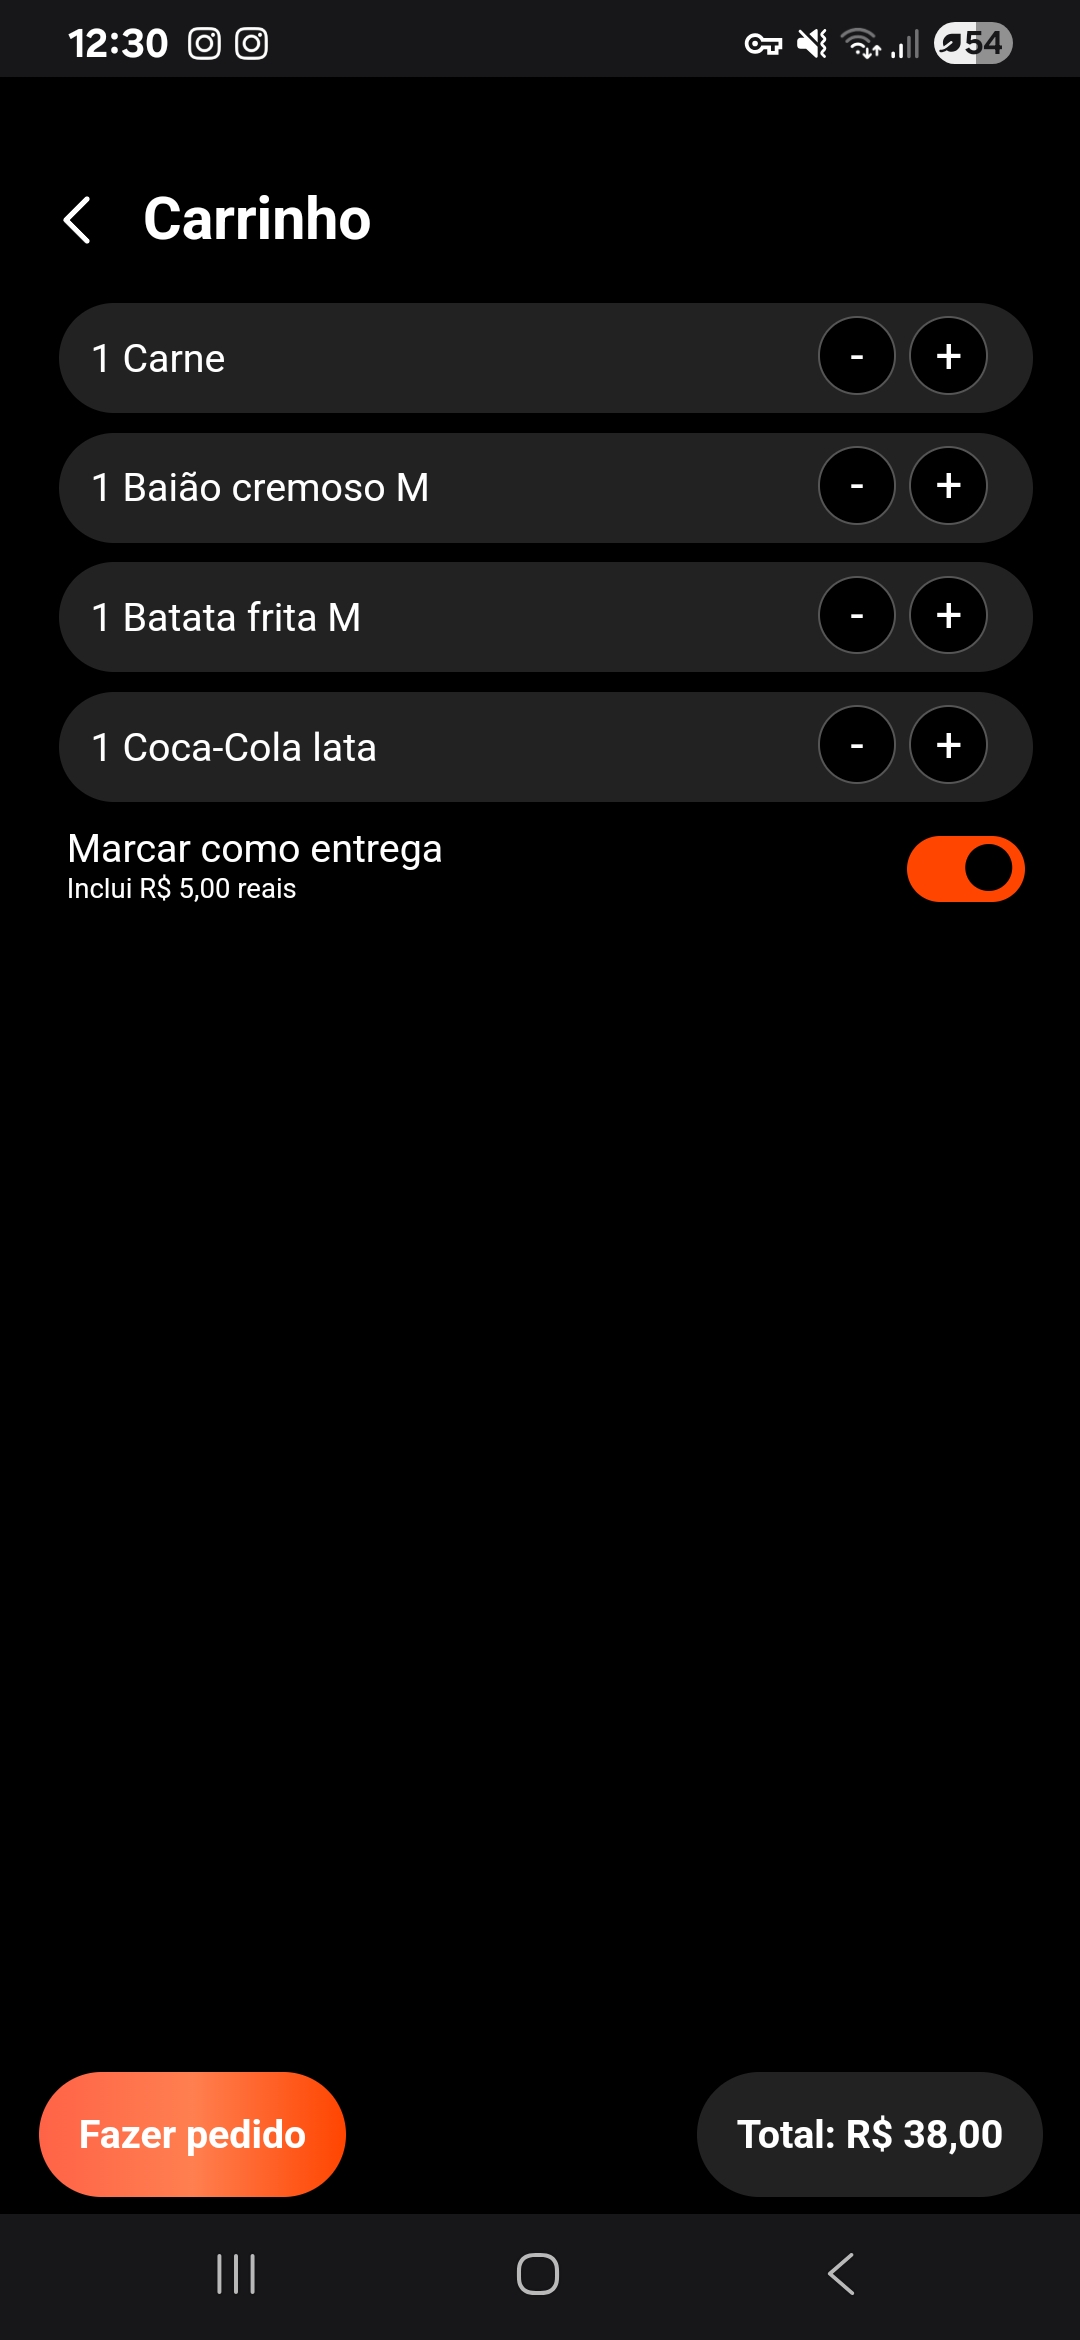 12:30
54
Carrinho
1 Carne - +
1 Baião cremoso M - +
1 Batata frita M - +
1 Coca-Cola lata - +
Marcar como entrega
Inclui R$ 5,00 reais
Fazer pedido
Total: R$ 38,00